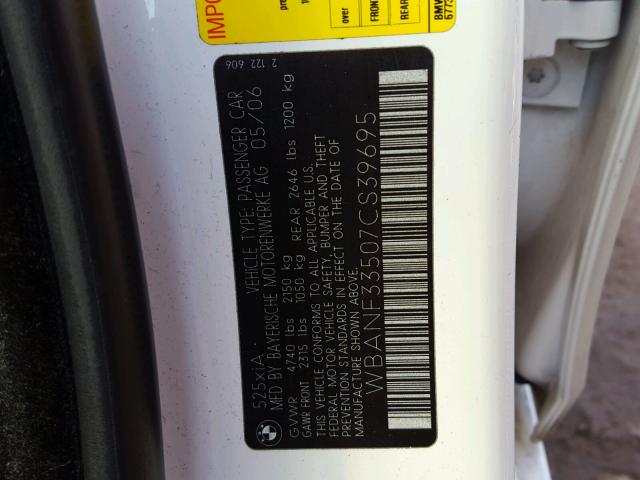 IMPO
over
FRONT
REAR
BMW
677
2 122 606
525xiA VEHICLE TYPE: PASSENGER CAR
MFD BY BAYERISCHE MOTORENWERKE AG 05/06
GVWR 4740 lbs 2150 kg
GAWR FRONT 2315 lbs 1050 kg REAR 2646 lbs 1200 kg
THIS VEHICLE CONFORMS TO ALL APPLICABLE U.S.
FEDERAL MOTOR VEHICLE SAFETY, BUMPER AND THEFT
PREVENTION STANDARDS IN EFFECT ON THE DATE OF
MANUFACTURE SHOWN ABOVE.
WBANF33507CS39695